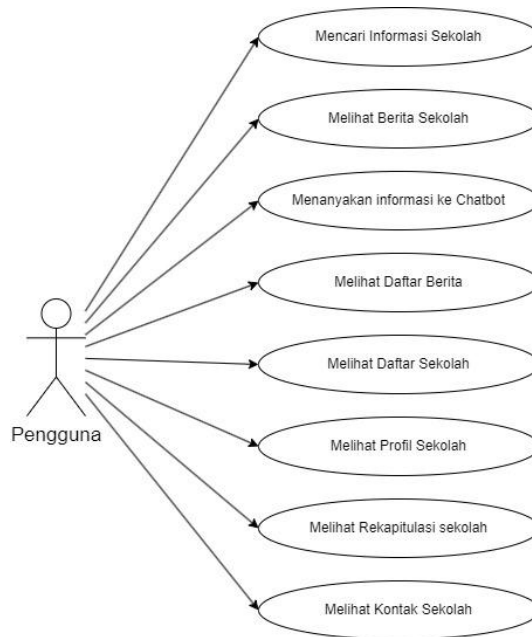 Mencari Informasi Sekolah
Melihat Berita Sekolah
Menanyakan informasi ke Chatbot
Melihat Daftar Berita
Melihat Daftar Sekolah
Pengguna
Melihat Profil Sekolah
Melihat Rekapitulasi sekolah
Melihat Kontak Sekolah